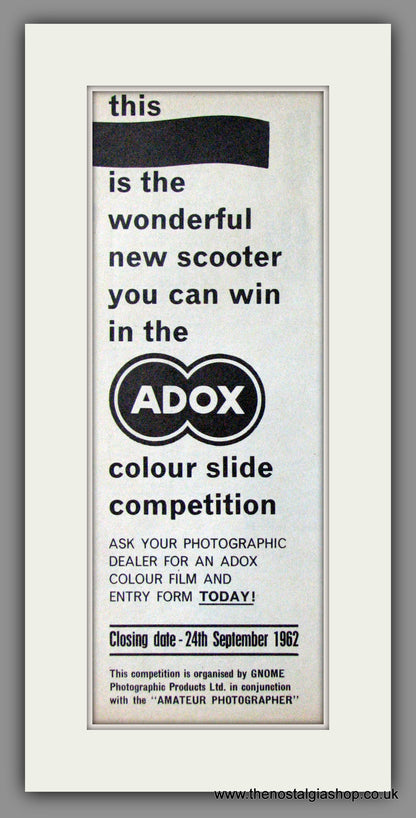 this
is the
wonderful
new scooter
you can win
in the
ADOX
colour slide
competition
ASK YOUR PHOTOGRAPHIC
DEALER FOR AN ADOX
COLOUR FILM AND
ENTRY FORM TODAY!
Closing date - 24th September 1962
This competition is organised by GNOME
Photographic Products Ltd. in conjunction
with the "AMATEUR PHOTOGRAPHER"
www.thenostalgiashop.co.uk